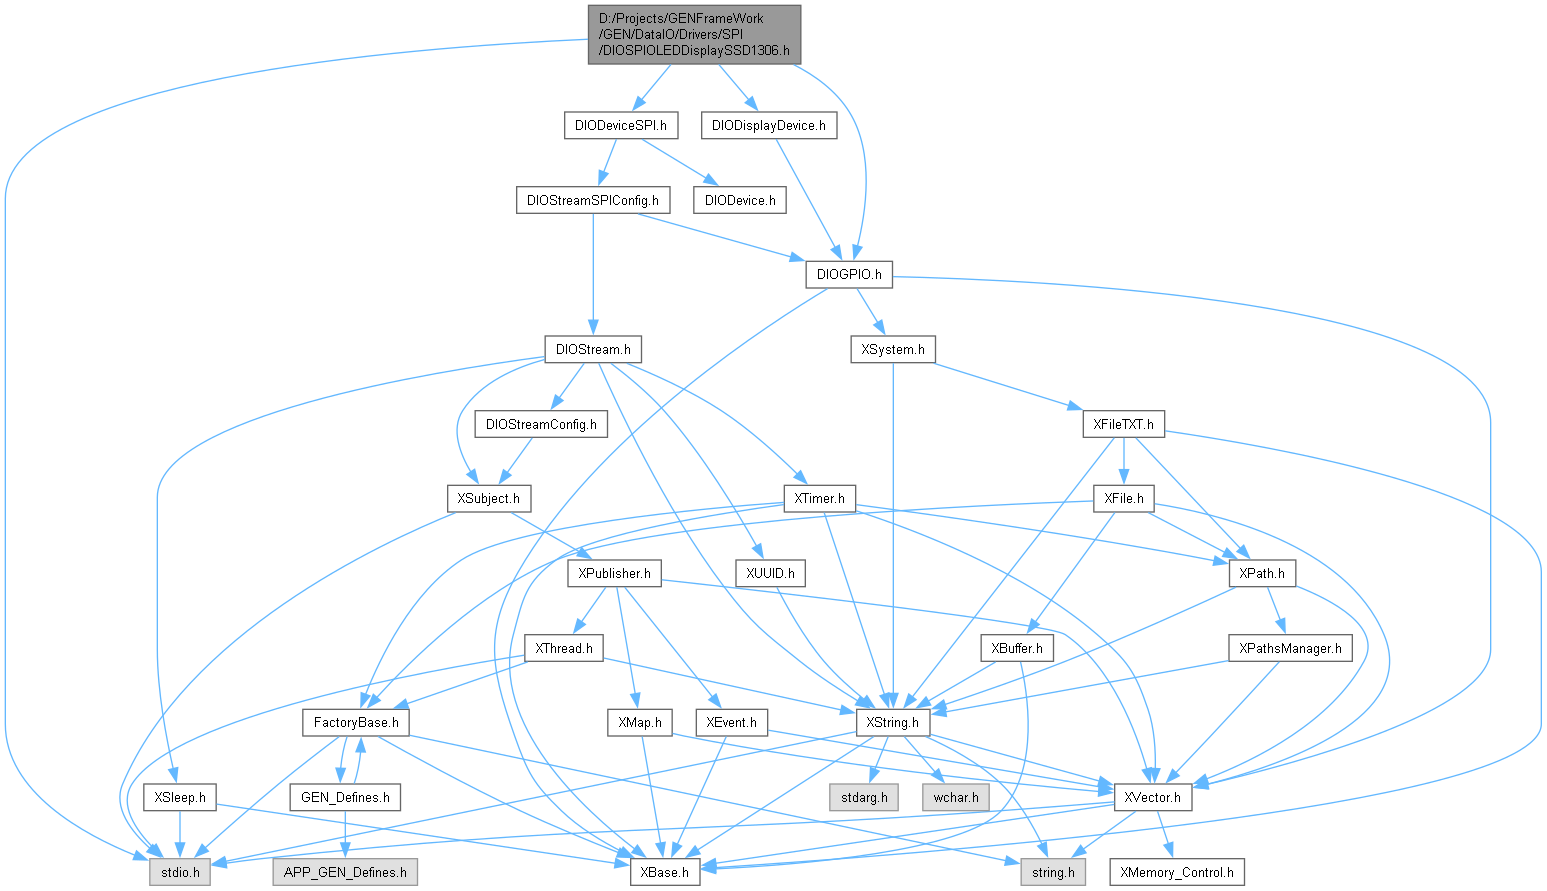 D:/Projects/GENFrameWork
/GEN/DataIO/Drivers/SPI
/DIOSPIOLEDDisplaySSD1306.h
DIODeviceSPI.h
DIODisplayDevice.h
DIOStreamSPIConfig.h
DIODevice.h
DIOGPIO.h
DIOStream.h
XSystem.h
DIOStreamConfig.h
XFileTXT.h
XSubject.h
XTimer.h
XFile.h
XPublisher.h
XUUID.h
XPath.h
XThread.h
XBuffer.h
XPathsManager.h
FactoryBase.h
XMap.h
XEvent.h
XString.h
XSleep.h
GEN_Defines.h
stdarg.h
wchar.h
XVector.h
stdio.h
APP_GEN_Defines.h
XBase.h
string.h
XMemory_Control.h